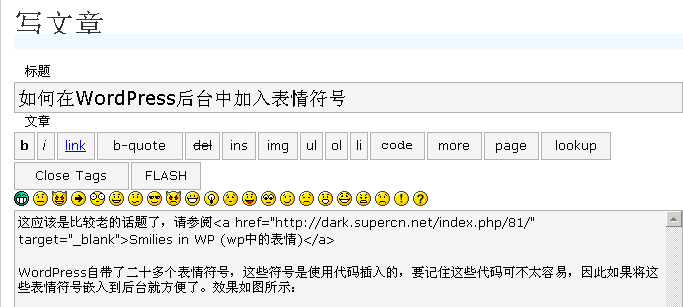 写文章
标题
如何在WordPress后台中加入表情符号
文章
b i link b-quote del ins img ul ol li code more page lookup
Close Tags FLASH
这应该是比较老的话题了，请参阅<a href="http://dark.supercn.net/index.php/81/"
target="_blank">Smilies in WP (wp中的表情)</a>
WordPress自带了二十多个表情符号，这些符号是使用代码插入的，要记住这些代码可不太容易，因此如果将这
些表情符号嵌入到后台就方便了。效果如图所示：